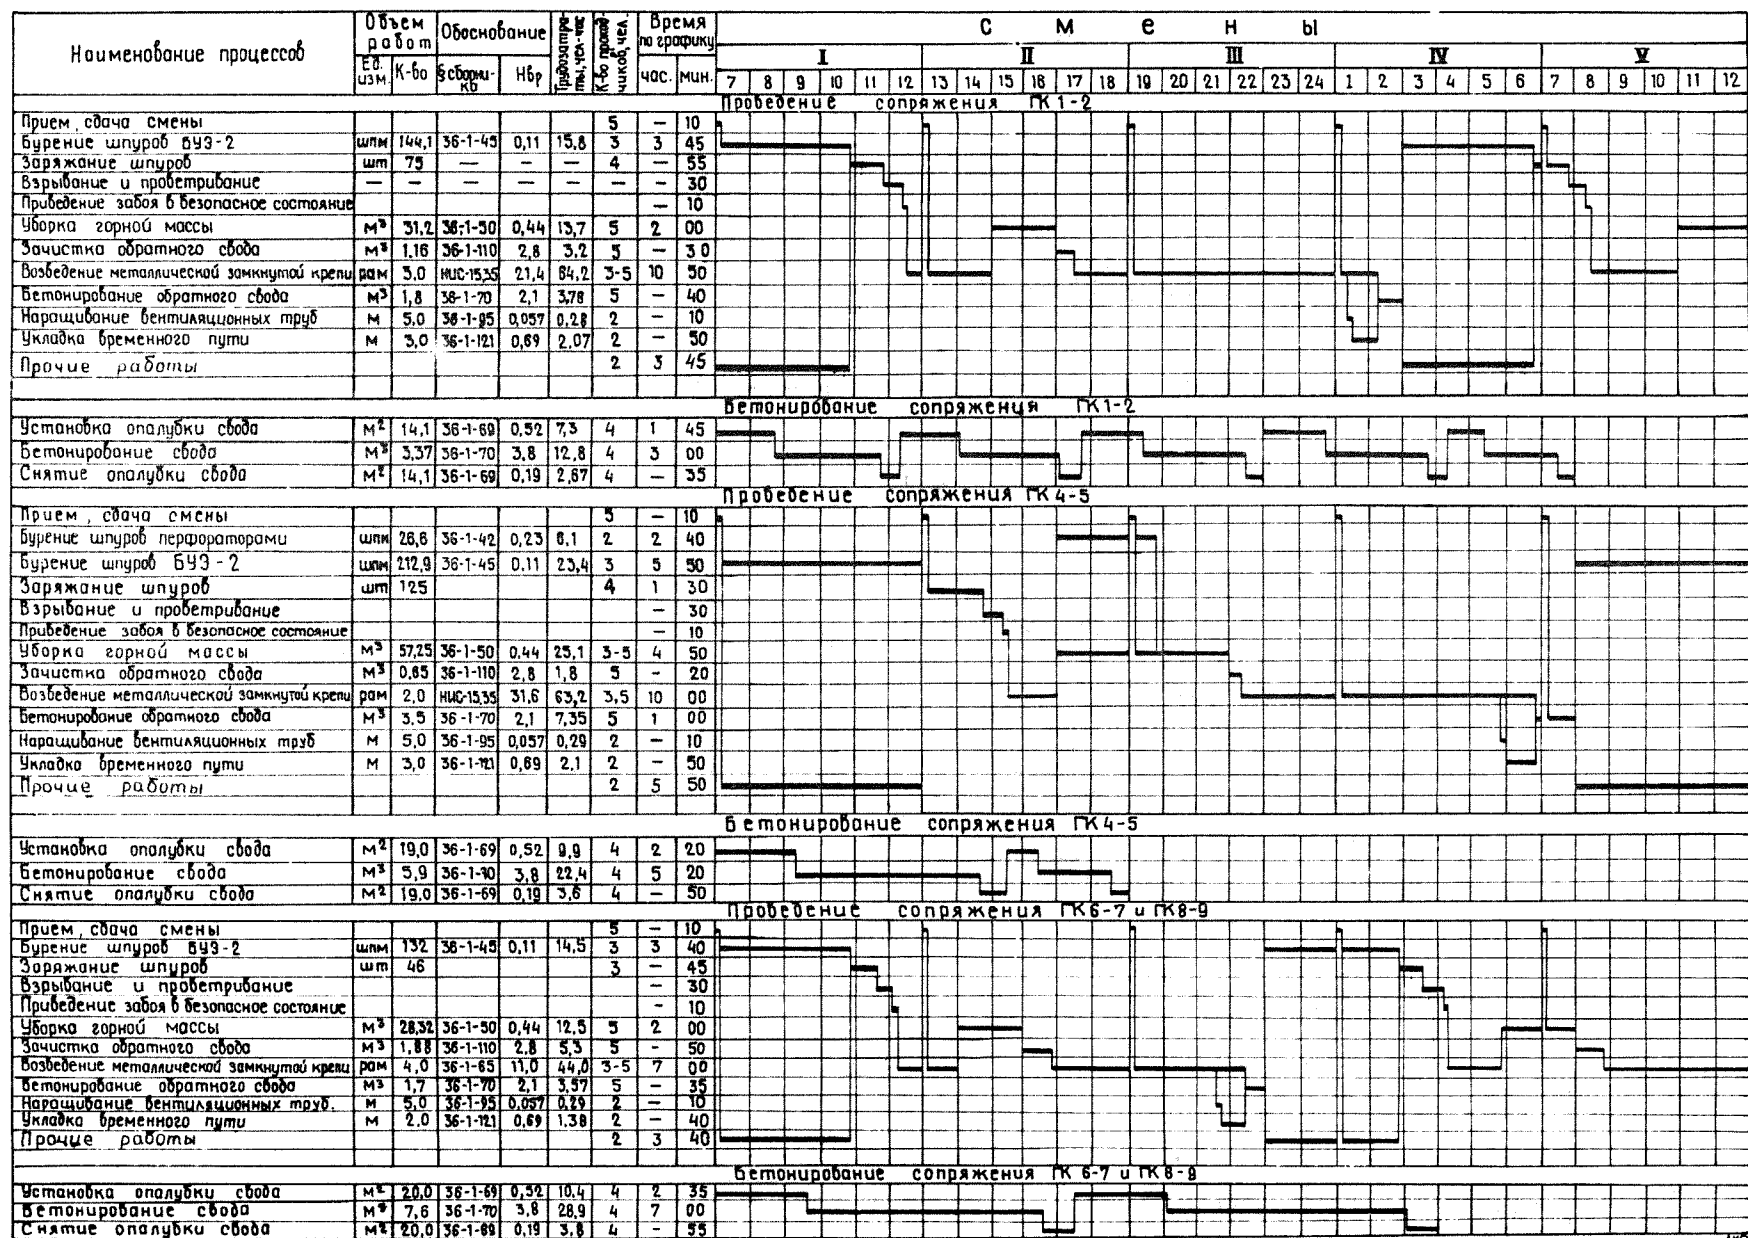 Наименование процессов Объем работ Обоснование Трудозатраты, чел-час К-во проходчиков, чел. Время по графику Смены
Ед. изм. К-во § сборников Нвр час. мин. I II III IV V
7 8 9 10 11 12 13 14 15 16 17 18 19 20 21 22 23 24 1 2 3 4 5 6 7 8 9 10 11 12
Проведение сопряжения ГК 1-2
Прием, сдача смены 5 — 10
Бурение шпуров БУЭ-2 шпм 144,1 36-1-45 0,11 15,8 3 3 45
Заряжание шпуров шт 75 — — — 4 — 55
Взрывание и проветривание — — — — — — — 30
Приведение забоя в безопасное состояние — 10
Уборка горной массы м³ 31,2 36-1-50 0,44 13,7 5 2 00
Зачистка обратного свода м³ 1,16 36-1-110 2,8 3,2 5 — 30
Возведение металлической замкнутой крепи рам 3.0 НИС-15,35 21,4 64,2 3-5 10 50
Бетонирование обратного свода м³ 1,8 36-1-70 2,1 3,78 5 — 40
Наращивание вентиляционных труб м 5,0 36-1-95 0,057 0,28 2 — 10
Укладка временного пути м 3,0 36-1-121 0,69 2,07 2 — 50
Прочие работы 2 3 45
Бетонирование сопряжения ГК 1-2
Установка опалубки свода м² 14,1 36-1-69 0,52 7,3 4 1 45
Бетонирование свода м³ 3,37 36-1-70 3,8 12,8 4 3 00
Снятие опалубки свода м² 14,1 36-1-69 0,19 2,67 4 — 35
Проведение сопряжения ГК 4-5
Прием, сдача смены 5 — 10
Бурение шпуров перфораторами шпм 26,6 36-1-42 0,23 6,1 2 2 40
Бурение шпуров БУЭ-2 шпм 212,9 36-1-45 0.11 23,4 3 5 50
Заряжание шпуров шт 125 4 1 30
Взрывание и проветривание — 30
Приведение забоя в безопасное состояние — 10
Уборка горной массы м³ 57,25 36-1-50 0,44 25,1 3-5 4 50
Зачистка обратного свода м³ 0,65 36-1-110 2,8 1,8 5 - 20
Возведение металлической замкнутой крепи рам 2,0 НИС-15,35 31,6 63,2 3,5 10 00
Бетонирование обратного свода м³ 3,5 36-1-70 2,1 7,35 5 1 00
Наращивание вентиляционных труб м 5,0 36-1-95 0,057 0,29 2 — 10
Укладка временного пути м 3,0 36-1-121 0,69 2,1 2 — 50
Прочие работы 2 5 50
Бетонирование сопряжения ГК 4-5
Установка опалубки свода м² 19,0 36-1-69 0,52 9,9 4 2 20
Бетонирование свода м³ 5,9 36-1-70 3,8 22,4 4 5 20
Снятие опалубки свода м² 19,0 36-1-69 0,19 3,6 4 — 50
Проведение сопряжения ГК 6-7 и ГК 8-9
Прием, сдача смены 5 — 10
Бурение шпуров БУЭ-2 шпм 132 36-1-45 0,11 14,5 3 3 40
Заряжание шпуров шт 46 3 — 45
Взрывание и проветривание — 30
Приведение забоя в безопасное состояние - 10
Уборка горной массы м³ 28,32 36-1-50 0,44 12,5 5 2 00
Зачистка обратного свода м³ 1,88 36-1-110 2,8 5,3 5 - 50
Возведение металлической замкнутой крепи рам 4,0 36-1-65 11,0 44,0 3-5 7 00
Бетонирование обратного свода м3 1,7 36-1-70 2,1 3,57 5 — 35
Наращивание вентиляционных труб. м 5,0 36-1-95 0,057 0,29 2 — 10
Укладка временного пути м 2,0 36-1-121 0,69 1,38 2 — 40
Прочие работы 2 3 40
Бетонирование сопряжения ГК 6-7 и ГК 8-9
Установка опалубки свода м² 20,0 36-1-69 0,52 10,4 4 2 35
Бетонирование свода м³ 7,6 36-1-70 3,8 28,9 4 7 00
Снятие опалубки свода м² 20,0 36-1-69 0,19 3,8 4 - 55